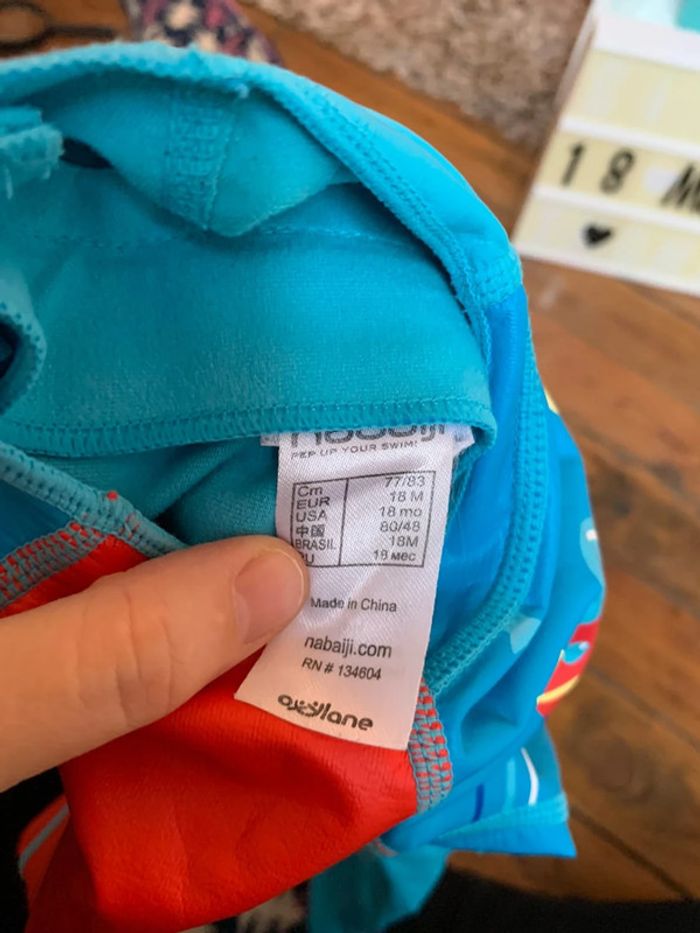 18 MO
nabaiji
PEP UP YOUR SWIM!
Cm 77/83
EUR 18 M
USA 18 mo
中国 80/48
BRASIL 18M
RU 18 мес
Made in China
nabaiji.com
RN # 134604
oxylane